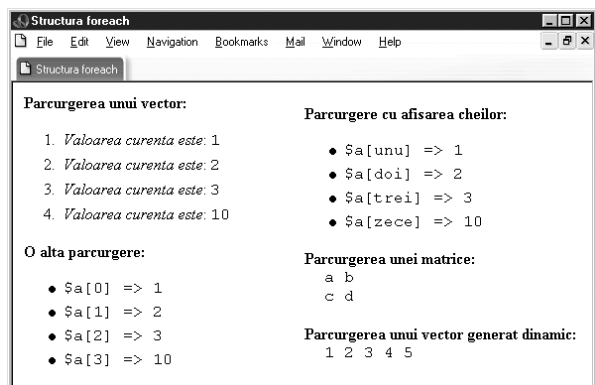 Structura foreach
File Edit View Navigation Bookmarks Mail Window Help
Structura foreach
Parcurgerea unui vector:
1. Valoarea curenta este: 1
2. Valoarea curenta este: 2
3. Valoarea curenta este: 3
4. Valoarea curenta este: 10
O alta parcurgere:
• $a[0] => 1
• $a[1] => 2
• $a[2] => 3
• $a[3] => 10
Parcurgere cu afisarea cheilor:
• $a[unu] => 1
• $a[doi] => 2
• $a[trei] => 3
• $a[zece] => 10
Parcurgerea unei matrice:
a b
c d
Parcurgerea unui vector generat dinamic:
1 2 3 4 5